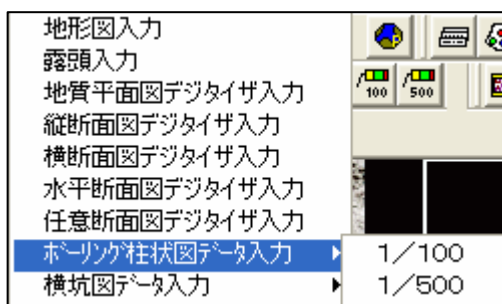 地形図入力
露頭入力
地質平面図デジタイザ入力
縦断面図デジタイザ入力
横断面図デジタイザ入力
水平断面図デジタイザ入力
任意断面図デジタイザ入力
ﾎﾞｰﾘﾝｸﾞ柱状図ﾃﾞｰﾀ入力
1／100
横坑図ﾃﾞｰﾀ入力
1／500
100
500